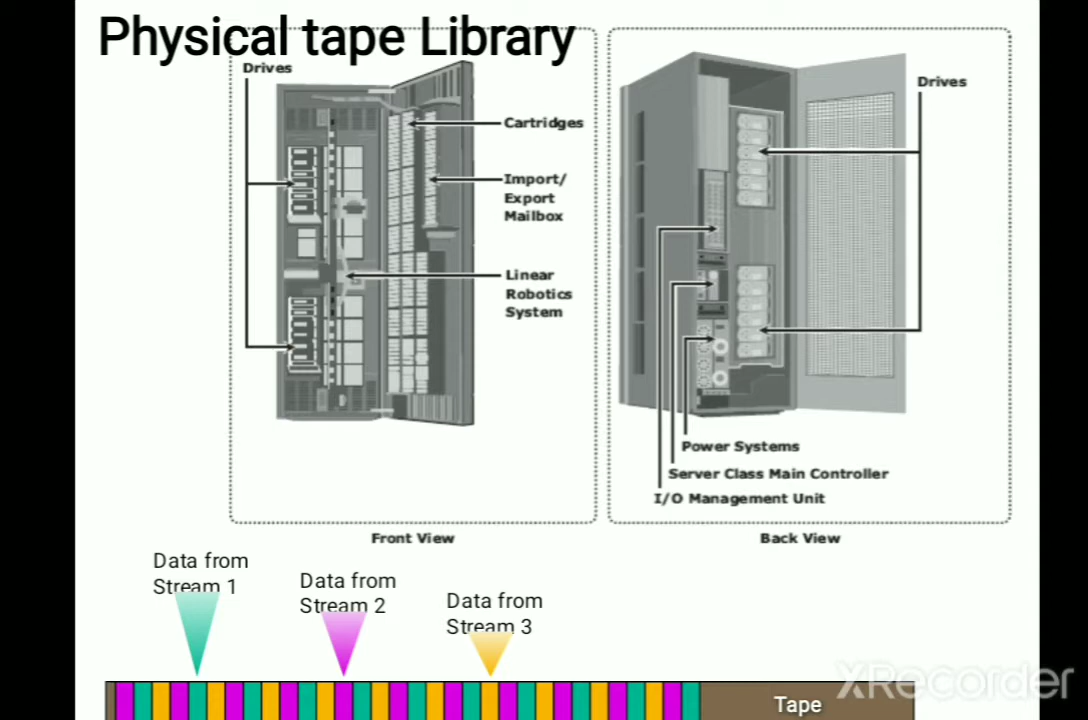 Physical tape Library
Drives
Cartridges
Import/
Export
Mailbox
Linear
Robotics
System
Front View
Drives
Power Systems
Server Class Main Controller
I/O Management Unit
Back View
Data from
Stream 1
Data from
Stream 2
Data from
Stream 3
Tape
XRecorder